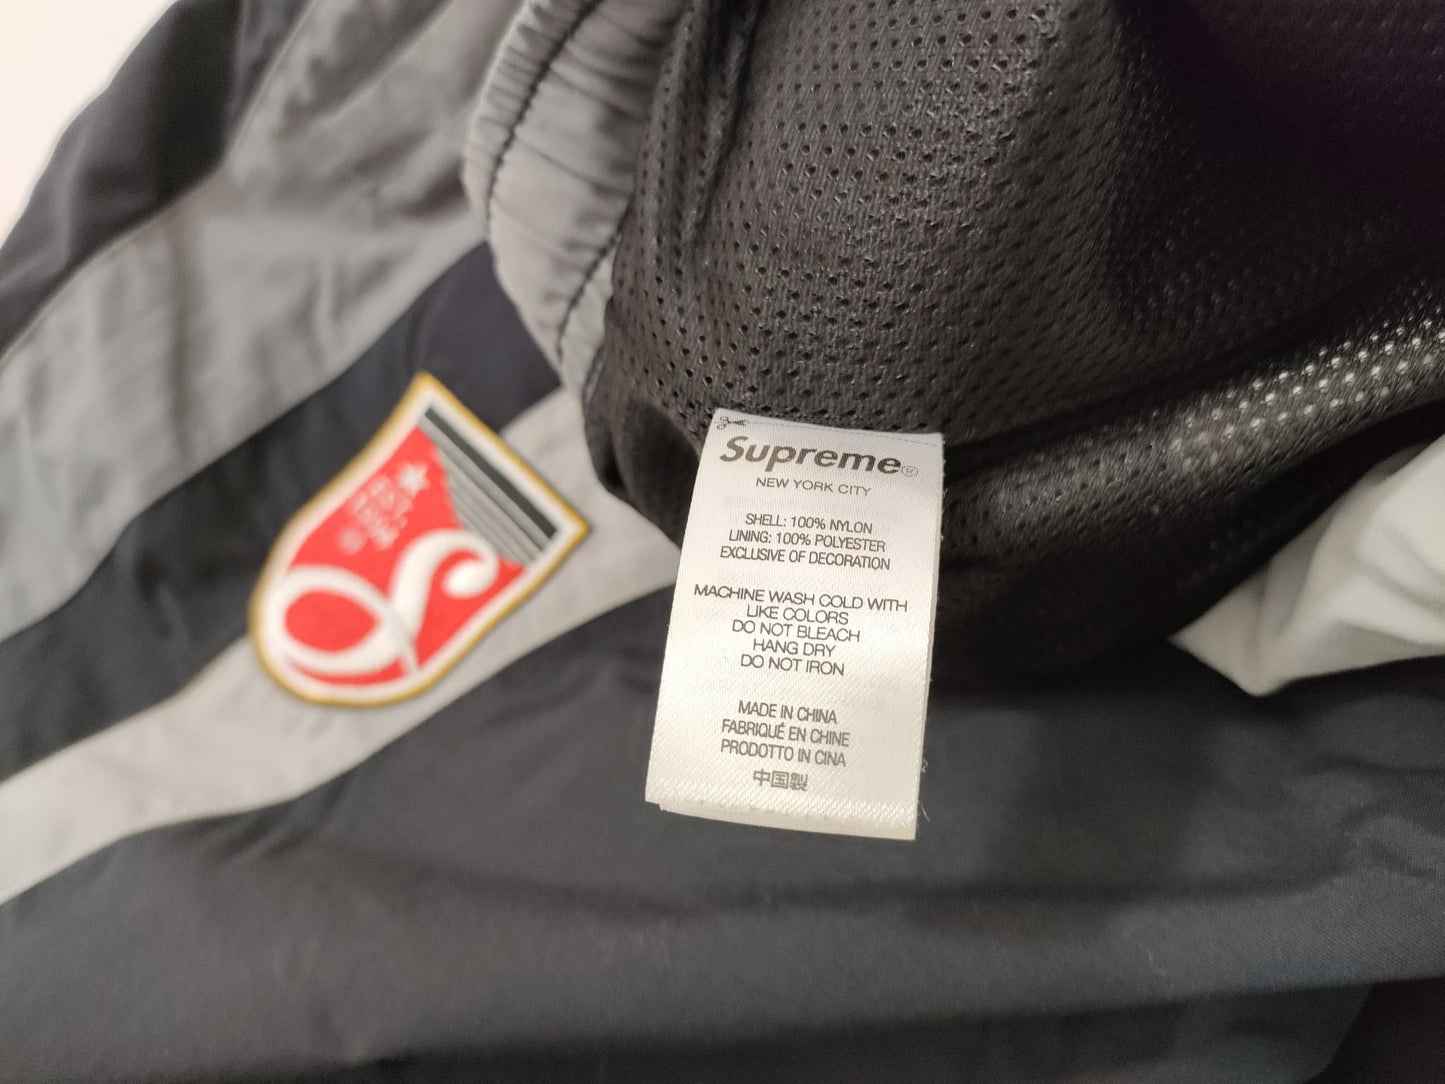 Supreme®
NEW YORK CITY
SHELL: 100% NYLON
LINING: 100% POLYESTER
EXCLUSIVE OF DECORATION
MACHINE WASH COLD WITH
LIKE COLORS
DO NOT BLEACH
HANG DRY
DO NOT IRON
MADE IN CHINA
FABRIQUÉ EN CHINE
PRODOTTO IN CINA
中国製
EST.
1994
S